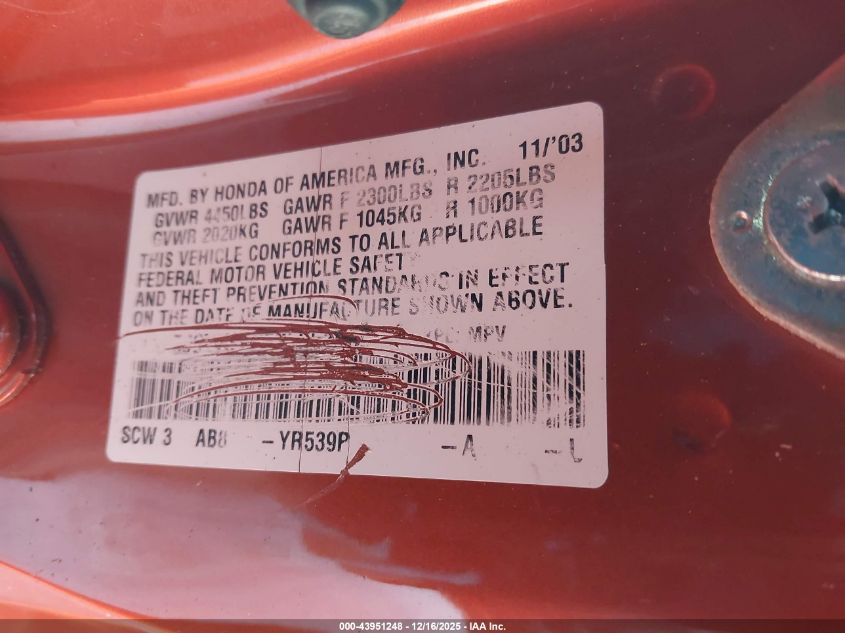 MFD. BY HONDA OF AMERICA MFG., INC. 11/'03
GVWR 4450LBS GAWR F 2300LBS R 2205LBS
GVWR 2020KG GAWR F 1045KG R 1000KG
THIS VEHICLE CONFORMS TO ALL APPLICABLE
FEDERAL MOTOR VEHICLE SAFETY
AND THEFT PREVENTION STANDARDS IN EFFECT
ON THE DATE OF MANUFACTURE SHOWN ABOVE.
MPV
SCW 3 AB8 -YR539P -A -L
000-43951248 - 12/16/2025 - IAA Inc.